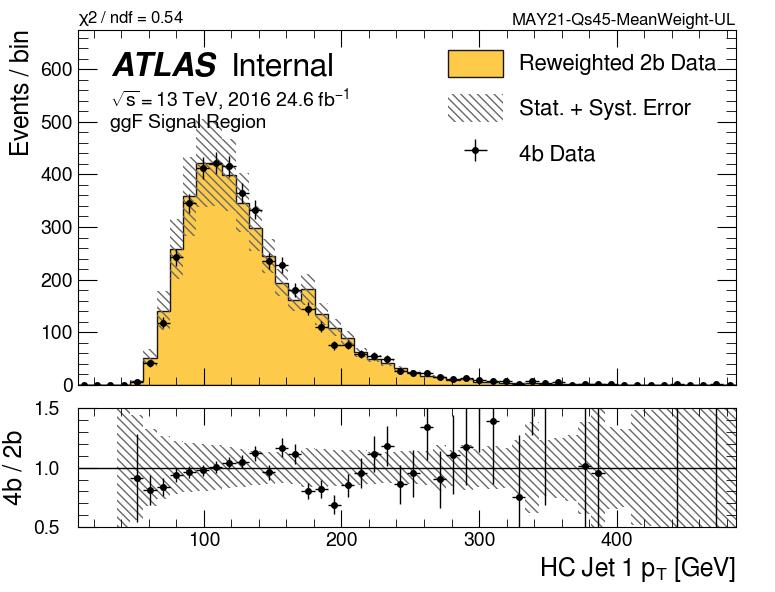 χ2 / ndf = 0.54
MAY21-Qs45-MeanWeight-UL
Events / bin
600
500
400
300
200
100
0
ATLAS Internal
√s = 13 TeV, 2016 24.6 fb−1
ggF Signal Region
Reweighted 2b Data
Stat. + Syst. Error
4b Data
4b / 2b
1.5
1.0
0.5
100 200 300 400
HC Jet 1 pT [GeV]